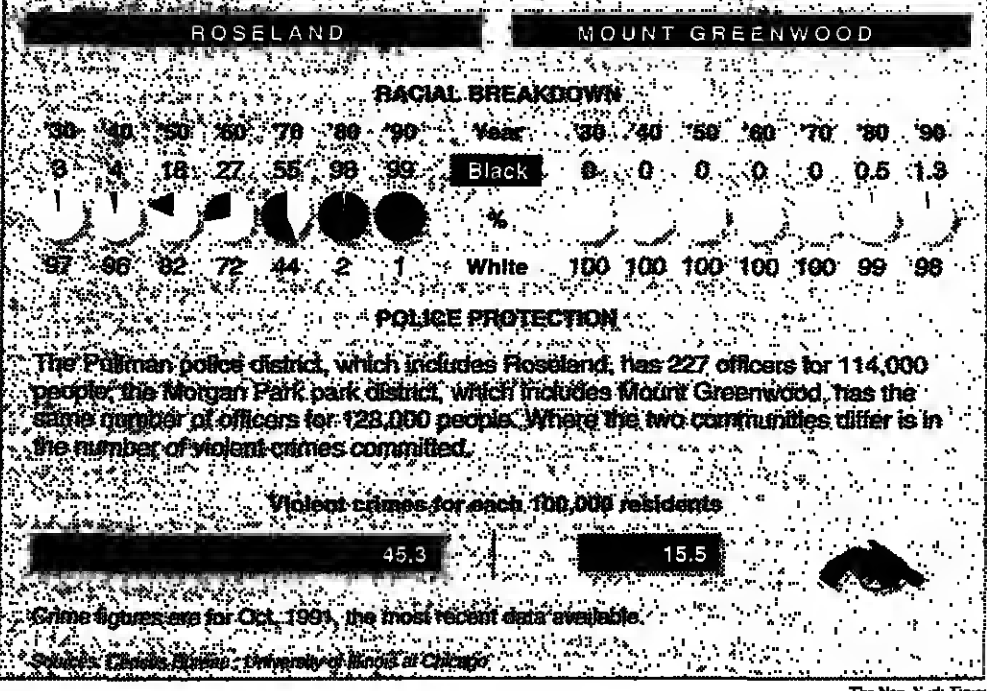 ROSELAND
MOUNT GREENWOOD
RACIAL BREAKDOWN
'30 '40 '50 '60 '70 '80 '90 Year '30 '40 '50 '60 '70 '80 '90
3 4 18 27 55 98 99 Black 0 0 0 0 0 0.5 1.3
%
97 96 82 72 44 2 1 White 100 100 100 100 100 99 98
POLICE PROTECTION
The Pullman police district, which includes Roseland, has 227 officers for 114,000
people; the Morgan Park park district, which includes Mount Greenwood, has the
same number of officers for 128,000 people. Where the two communities differ is in
the number of violent crimes committed.
Violent crimes for each 100,000 residents
45.3 15.5
Crime figures are for Oct. 1991, the most recent data available.
Sources: Census Bureau; University of Illinois at Chicago
The New York Times